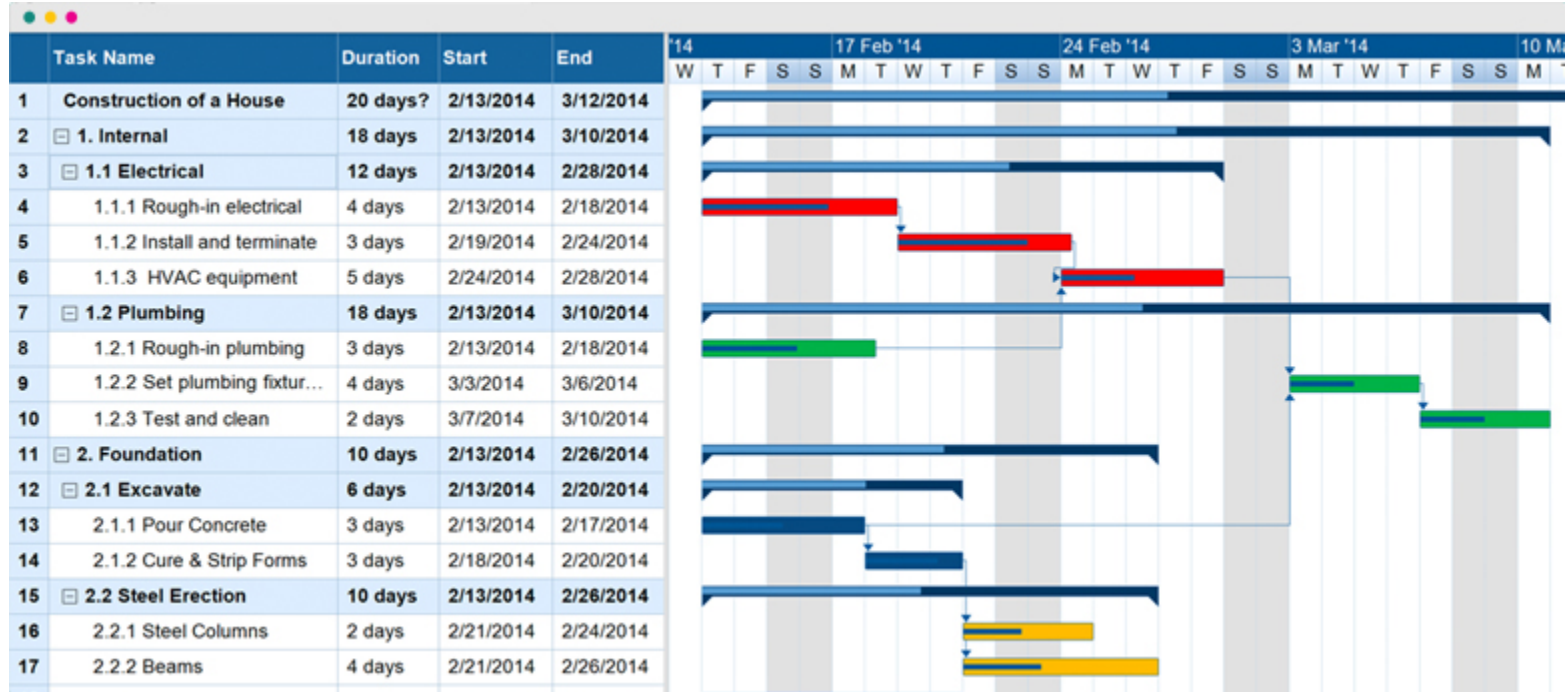 Task Name Duration Start End '14 17 Feb '14 24 Feb '14 3 Mar '14 10 Ma
W T F S S M T W T F S S M T W T F S S M T W T F S S M
1 Construction of a House 20 days? 2/13/2014 3/12/2014
2 1. Internal 18 days 2/13/2014 3/10/2014
3 1.1 Electrical 12 days 2/13/2014 2/28/2014
4 1.1.1 Rough-in electrical 4 days 2/13/2014 2/18/2014
5 1.1.2 Install and terminate 3 days 2/19/2014 2/24/2014
6 1.1.3 HVAC equipment 5 days 2/24/2014 2/28/2014
7 1.2 Plumbing 18 days 2/13/2014 3/10/2014
8 1.2.1 Rough-in plumbing 3 days 2/13/2014 2/18/2014
9 1.2.2 Set plumbing fixtur... 4 days 3/3/2014 3/6/2014
10 1.2.3 Test and clean 2 days 3/7/2014 3/10/2014
11 2. Foundation 10 days 2/13/2014 2/26/2014
12 2.1 Excavate 6 days 2/13/2014 2/20/2014
13 2.1.1 Pour Concrete 3 days 2/13/2014 2/17/2014
14 2.1.2 Cure & Strip Forms 3 days 2/18/2014 2/20/2014
15 2.2 Steel Erection 10 days 2/13/2014 2/26/2014
16 2.2.1 Steel Columns 2 days 2/21/2014 2/24/2014
17 2.2.2 Beams 4 days 2/21/2014 2/26/2014